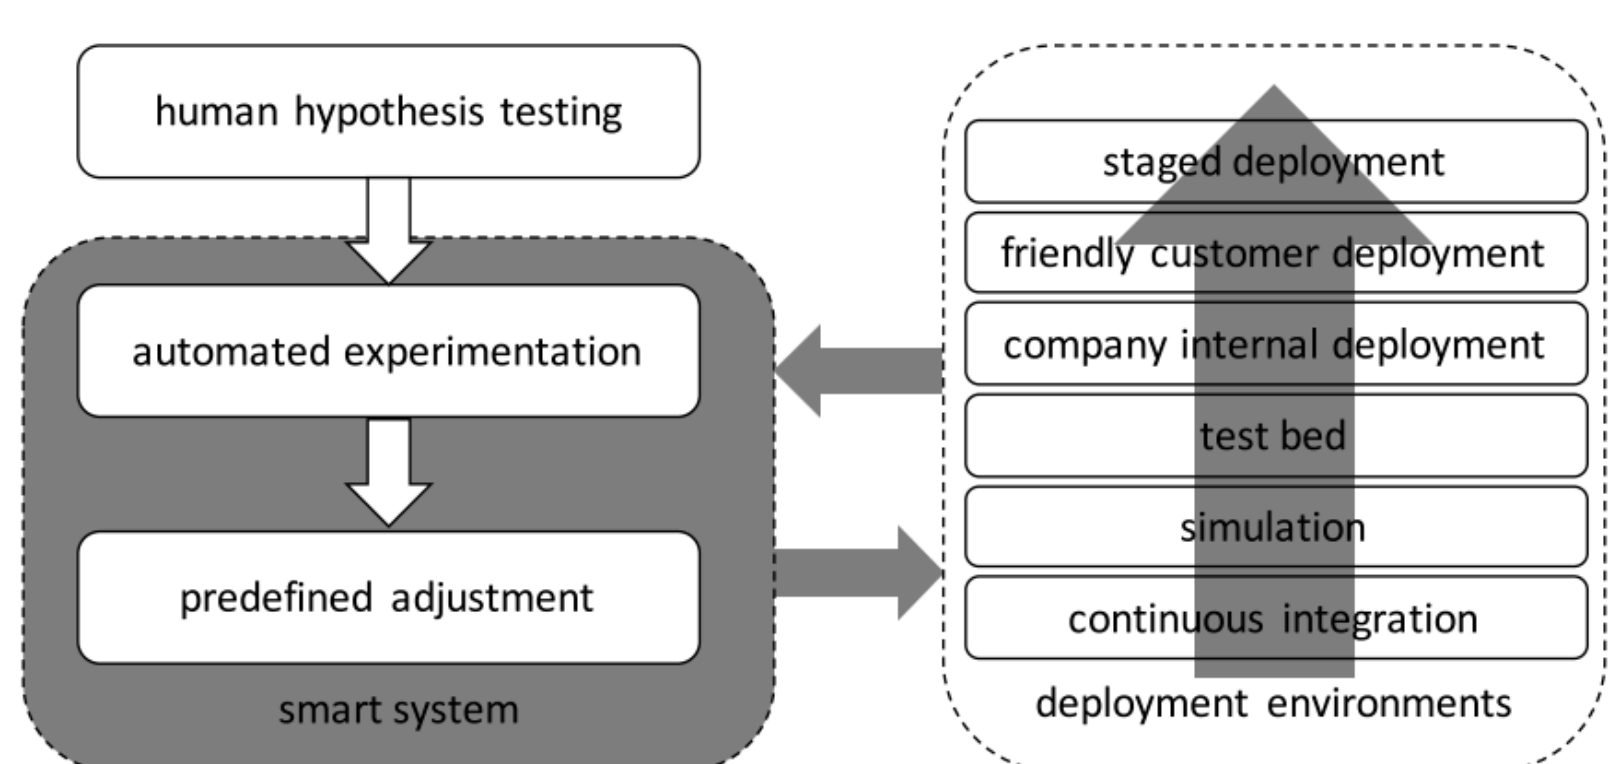 human hypothesis testing
automated experimentation
predefined adjustment
smart system
staged deployment
friendly customer deployment
company internal deployment
test bed
simulation
continuous integration
deployment environments